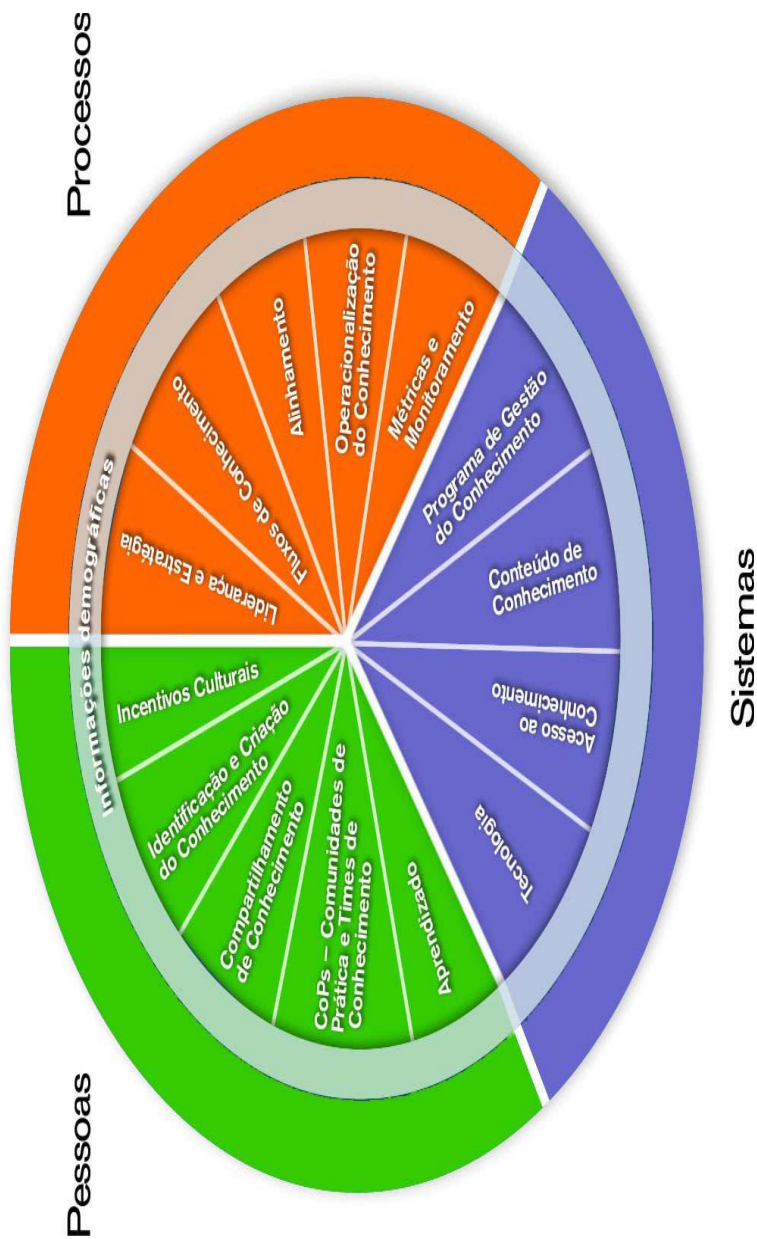 Processos
Pessoas
Sistemas
Informações demográficas
Liderança e Estratégia
Fluxos de Conhecimento
Alinhamento
Operacionalização
do Conhecimento
Métricas e
Monitoramento
Programa de Gestão
do Conhecimento
Conteúdo de
Conhecimento
Acesso ao
Conhecimento
Tecnologia
Aprendizado
CoPs – Comunidades de
Prática e Times de
Conhecimento
Compartilhamento
de Conhecimento
Identificação e Criação
do Conhecimento
Incentivos Culturais